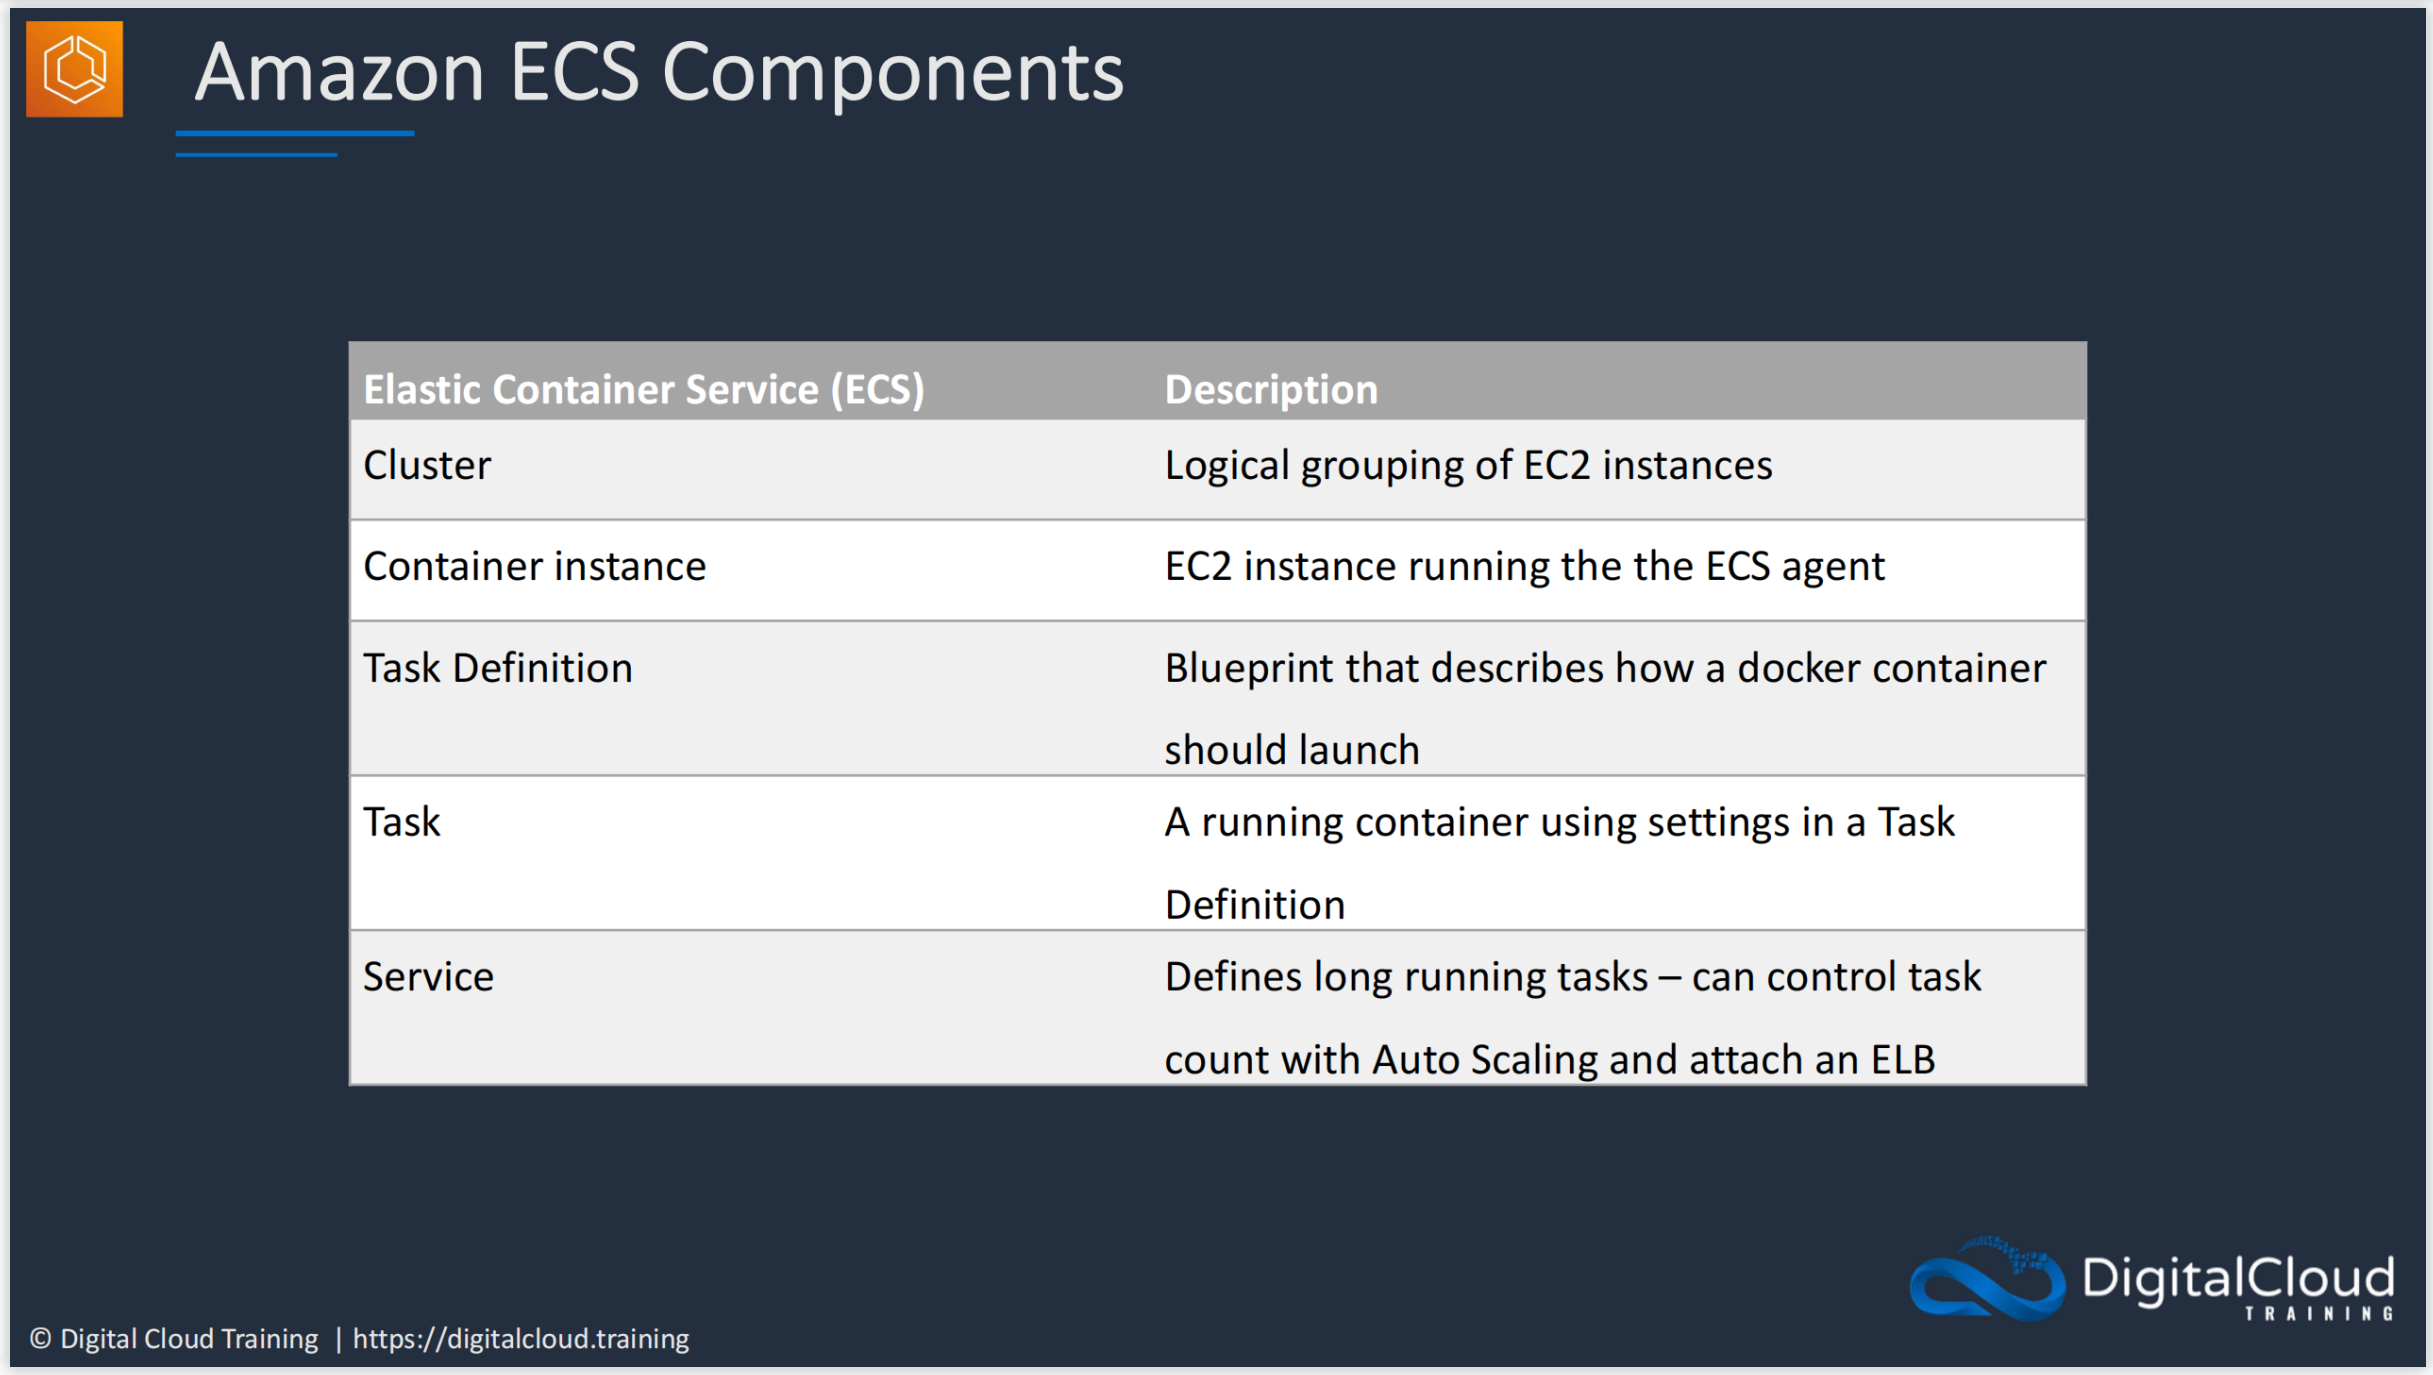 Amazon ECS Components
Elastic Container Service (ECS) Description
Cluster Logical grouping of EC2 instances
Container instance EC2 instance running the the ECS agent
Task Definition Blueprint that describes how a docker container
should launch
Task A running container using settings in a Task
Definition
Service Defines long running tasks – can control task
count with Auto Scaling and attach an ELB
DigitalCloud
TRAINING
© Digital Cloud Training | https://digitalcloud.training